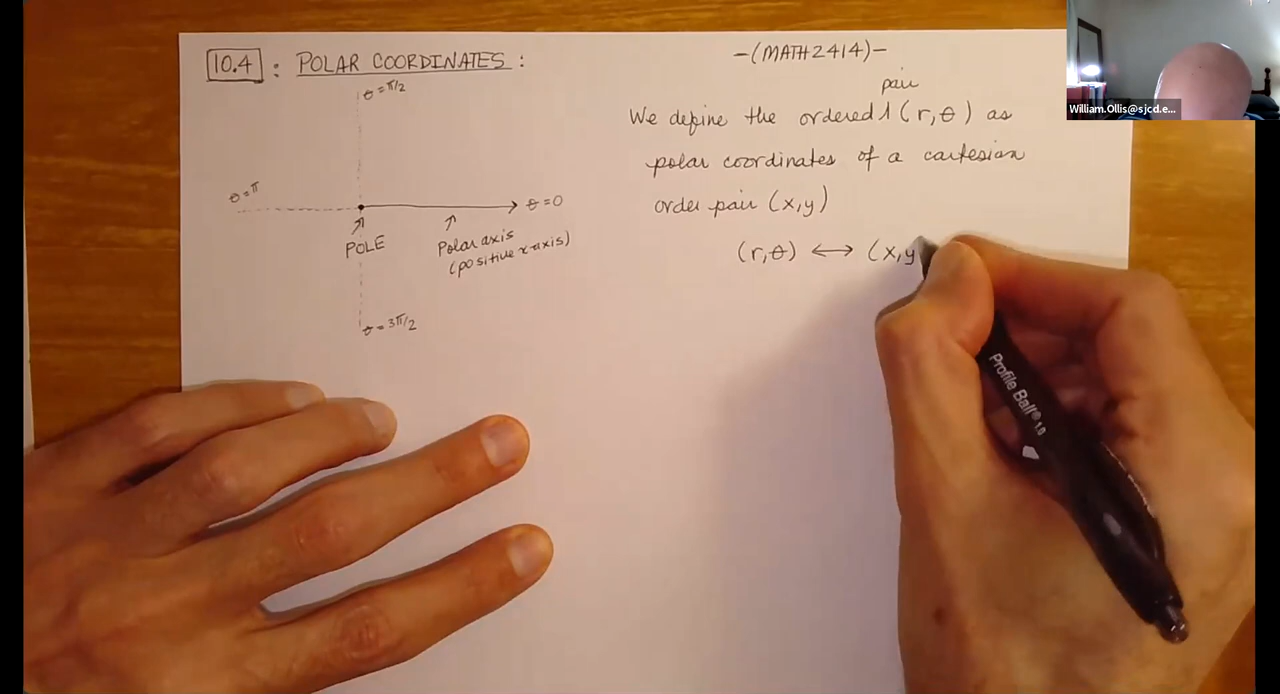 10.4 : POLAR COORDINATES :
-(MATH2414)-
θ = π/2
θ = π
θ = 0
POLE
Polar axis
(positive x-axis)
θ = 3π/2
pair
We define the ordered (r,θ) as
polar coordinates of a cartesian
order pair (x,y)
(r,θ) ↔ (x,y
Profile Ball® 1.0
William.Ollis@sjcd.e...